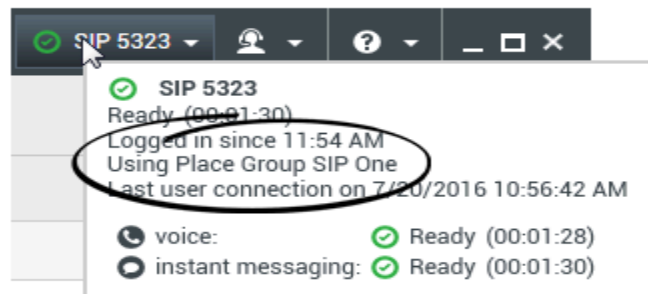 SIP 5323
SIP 5323
Ready (00:01:30)
Logged in since 11:54 AM
Using Place Group SIP One
Last user connection on 7/20/2016 10:56:42 AM
voice: Ready (00:01:28)
instant messaging: Ready (00:01:30)